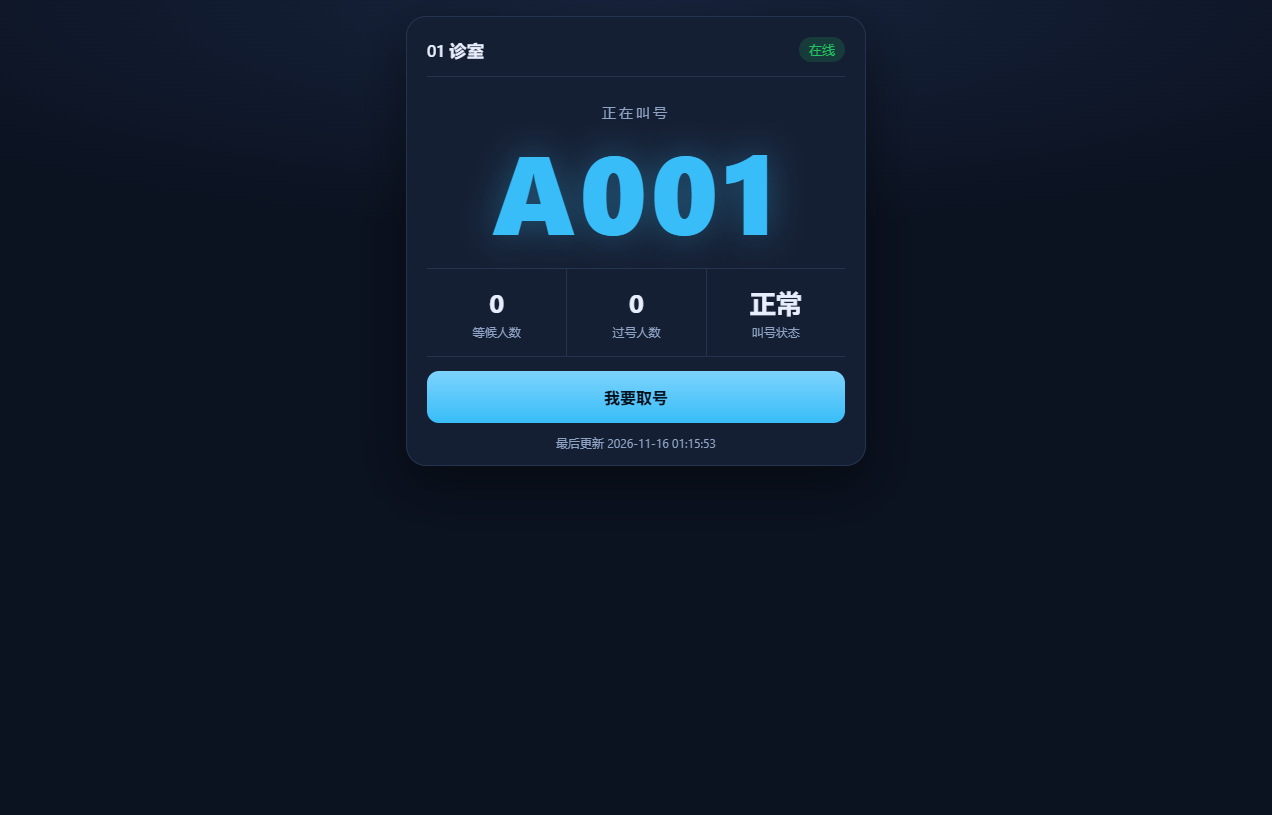 01 诊室
在线
正在叫号
A001
0
等候人数
0
过号人数
正常
叫号状态
我要取号
最后更新 2026-11-16 01:15:53